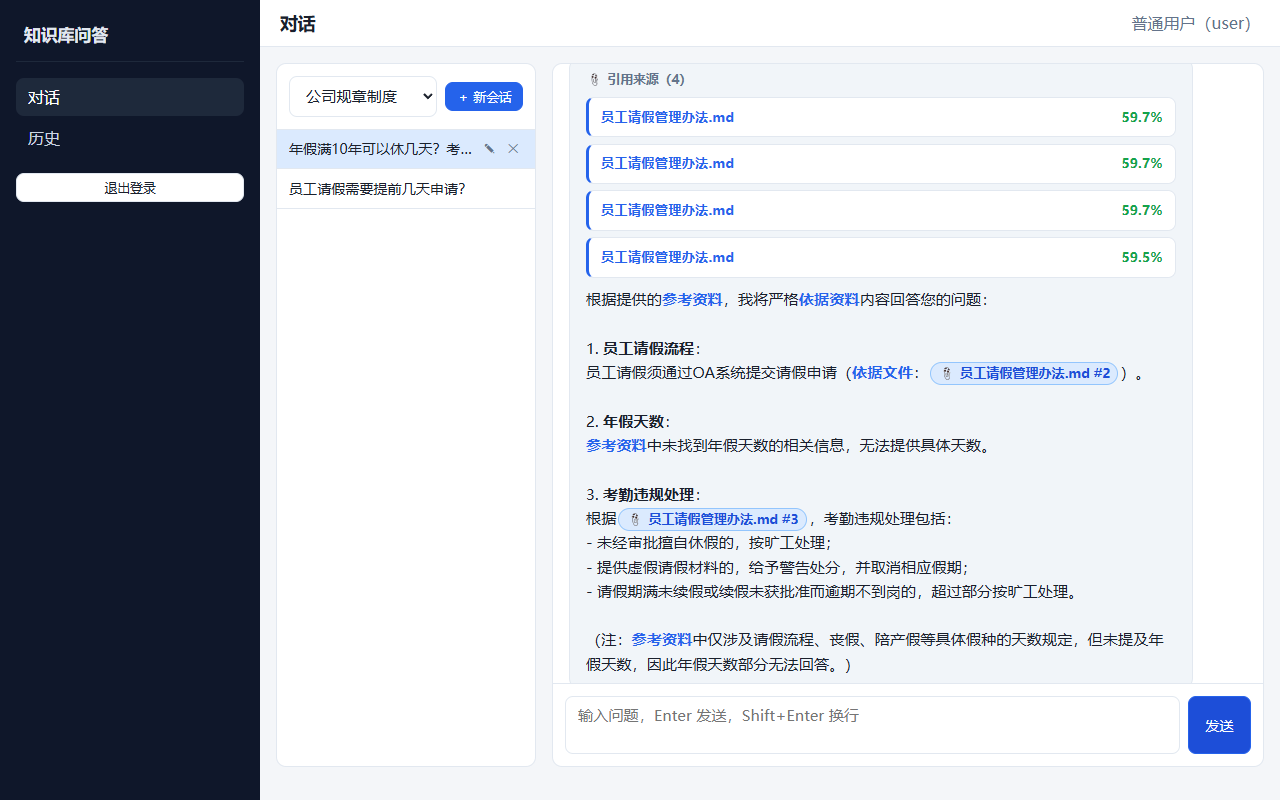 知识库问答
对话
历史
退出登录
对话
普通用户（user）
公司规章制度
+ 新会话
年假满10年可以休几天？考...
员工请假需要提前几天申请？
引用来源（4）
员工请假管理办法.md 59.7%
员工请假管理办法.md 59.7%
员工请假管理办法.md 59.7%
员工请假管理办法.md 59.5%
根据提供的参考资料，我将严格依据资料内容回答您的问题：
1. 员工请假流程：
员工请假须通过OA系统提交请假申请（依据文件： 员工请假管理办法.md #2 ）。
2. 年假天数：
参考资料中未找到年假天数的相关信息，无法提供具体天数。
3. 考勤违规处理：
根据 员工请假管理办法.md #3 ，考勤违规处理包括：
- 未经审批擅自休假的，按旷工处理；
- 提供虚假请假材料的，给予警告处分，并取消相应假期；
- 请假期满未续假或续假未获批准而逾期不到岗的，超过部分按旷工处理。
（注：参考资料中仅涉及请假流程、丧假、陪产假等具体假种的天数规定，但未提及年
假天数，因此年假天数部分无法回答。）
输入问题，Enter 发送，Shift+Enter 换行
发送